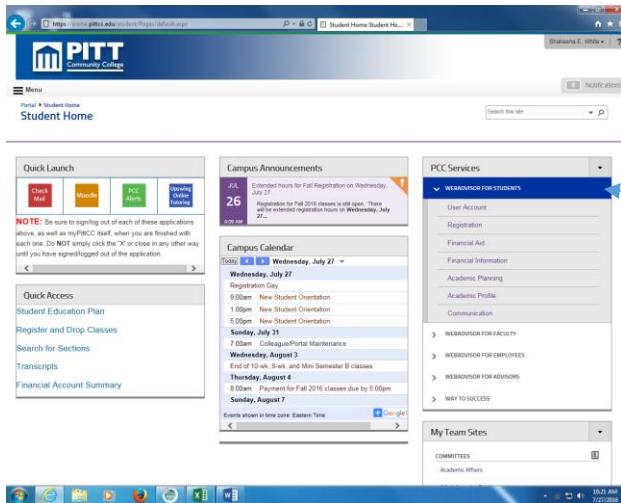 https://portal.pittcc.edu/student/Pages/default.aspx
Student Home Student Ho...
PITT
Community College
Menu
Notifications
Portal
Student Home
Student Home
Search this site
Quick Launch
Check Mail
Moodle
PCC Alerts
Upswing Online Tutoring
NOTE: Be sure to sign/log out of each of these applications
above, as well as myPittCC itself, when you are finished with
each one. Do NOT simply click the "X" or close in any other way
until you have signed/logged out of the application.
Quick Access
Student Education Plan
Register and Drop Classes
Search for Sections
Transcripts
Financial Account Summary
Campus Announcements
JUL
26
8:00 AM
Extended hours for Fall Registration on Wednesday,
July 27
Registration for Fall 2016 classes is still open. There
will be extended registration hours on Wednesday, July
27...
Campus Calendar
Today
Wednesday, July 27
Wednesday, July 27
Registration Day
9:00am New Student Orientation
1:00pm New Student Orientation
5:00pm New Student Orientation
Sunday, July 31
7:00am Colleague/Portal Maintenance
Wednesday, August 3
End of 10-wk, 8-wk, and Mini Semester B classes
Thursday, August 4
8:00am Payment for Fall 2016 classes due by 5:00pm
Sunday, August 7
Events shown in time zone: Eastern Time
Google
PCC Services
WEBADVISOR FOR STUDENTS
User Account
Registration
Financial Aid
Financial Information
Academic Planning
Academic Profile
Communication
WEBADVISOR FOR FACULTY
WEBADVISOR FOR EMPLOYEES
WEBADVISOR FOR ADVISORS
WAY TO SUCCESS
My Team Sites
COMMITTEES
Academic Affairs
10:21 AM
7/27/2016